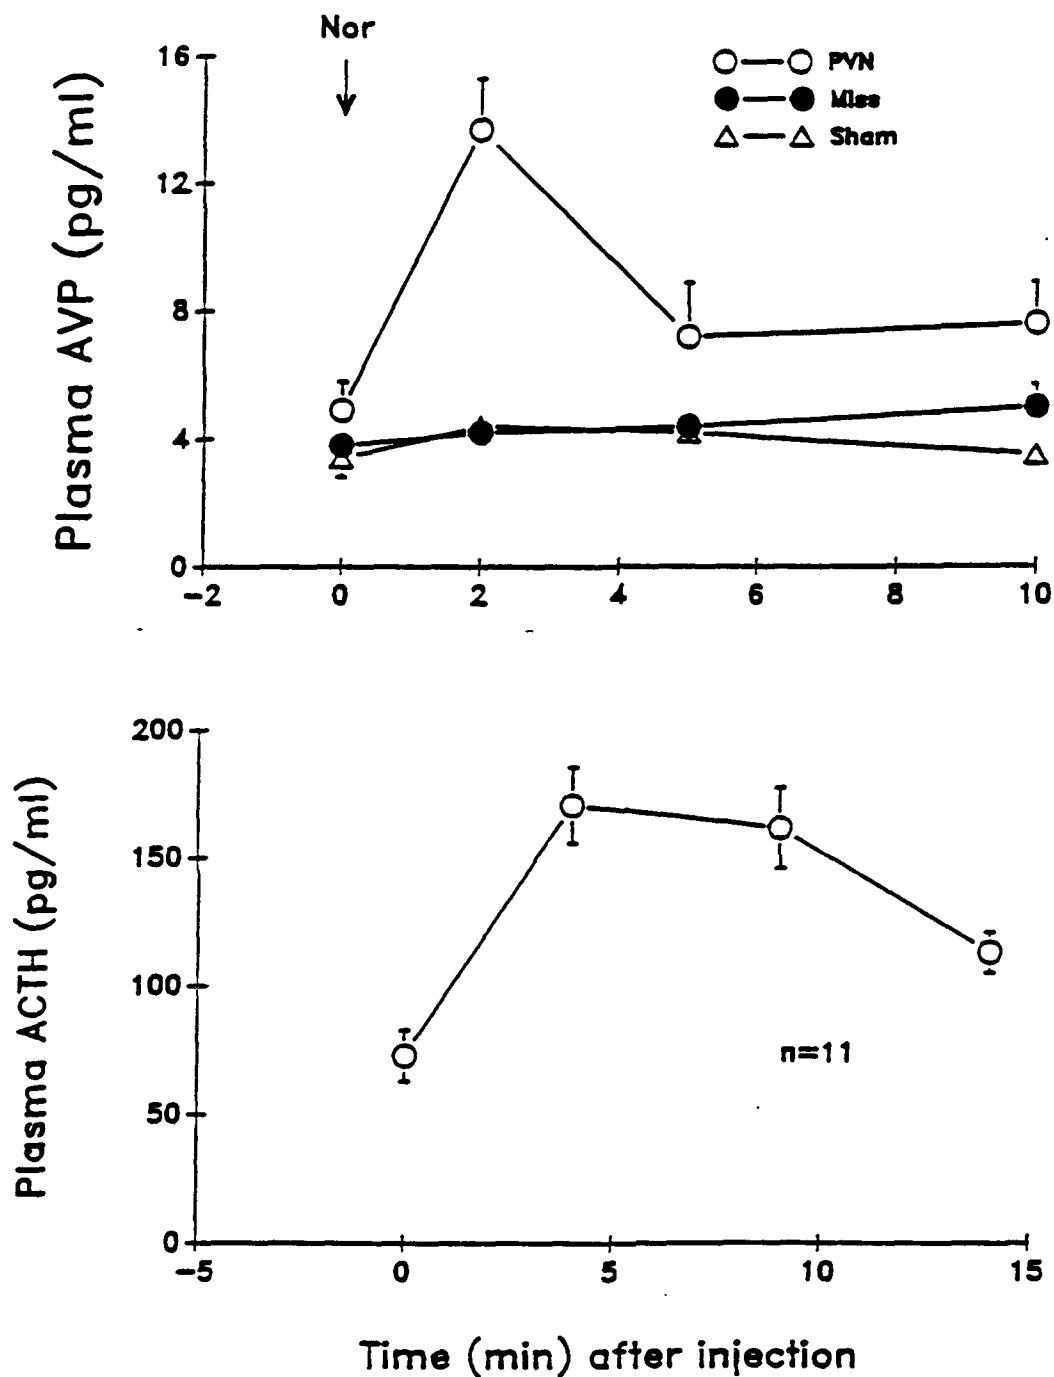 Nor
PVN
Miss
Sham
Plasma AVP (pg/ml)
16
12
8
4
0
-2 0 2 4 6 8 10
Plasma ACTH (pg/ml)
200
150
100
50
0
n=11
-5 0 5 10 15
Time (min) after injection